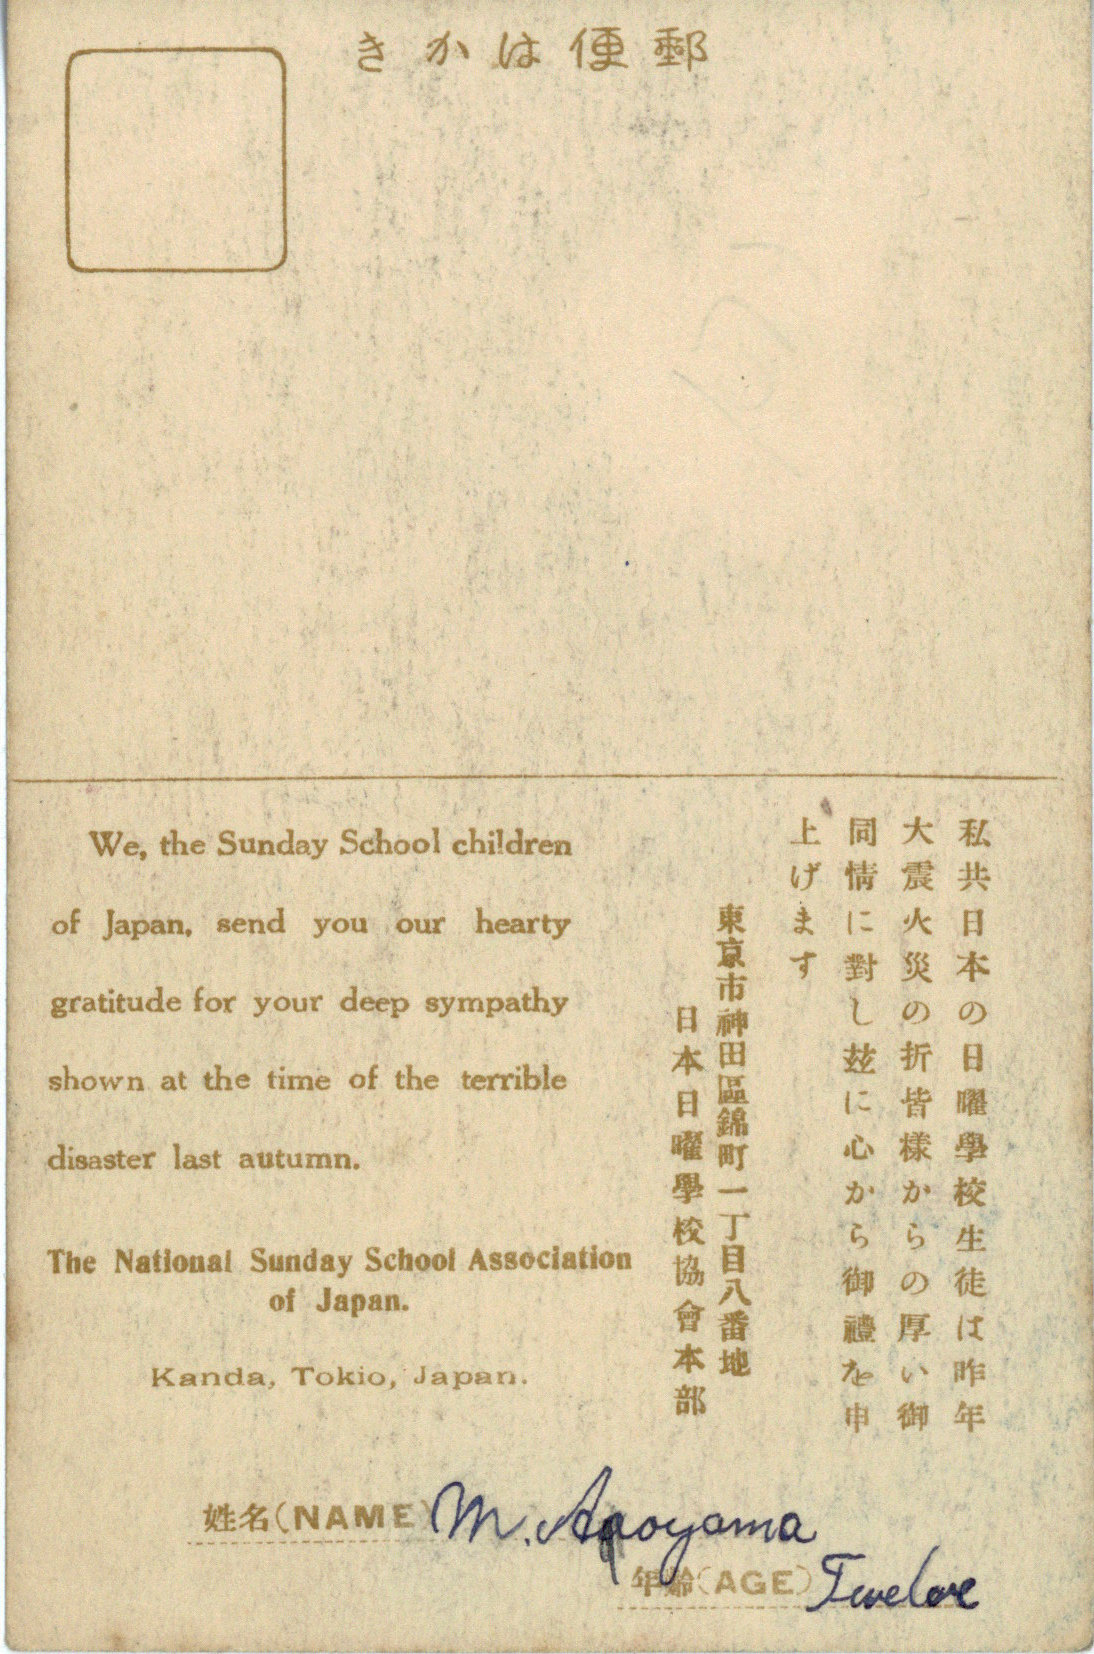 きかは便郵
We, the Sunday School children
of Japan, send you our hearty
gratitude for your deep sympathy
shown at the time of the terrible
disaster last autumn.
The National Sunday School Association
of Japan.
Kanda, Tokio, Japan.
私共日本の日曜學校生徒は昨年
大震火災の折皆様からの厚い御
同情に對し玆に心から御禮を申
上げます
東京市神田區錦町一丁目八番地
日本日曜學校協會本部
姓名(NAME) M. Aaoyama
年齡(AGE) Twelve